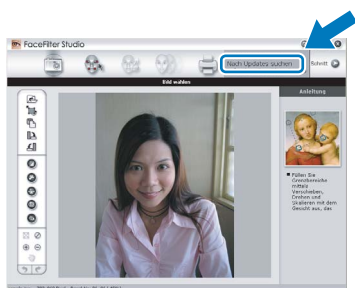 FaceFilter Studio
Nach Updates suchen
Schritt
Bild wählen
Anleitung
Füllen Sie
Grenzbereiche
mittels
Verschieben,
Drehen und
Skalieren mit dem
Gesicht aus, das